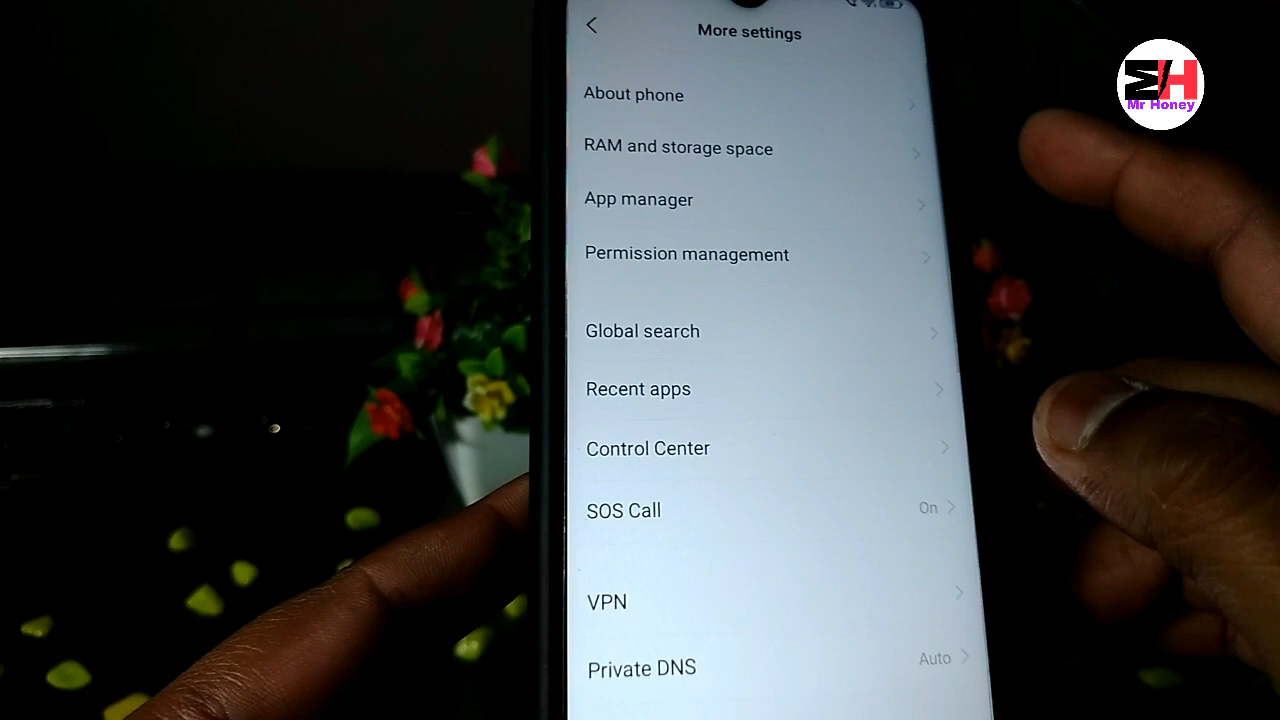 More settings
About phone
RAM and storage space
App manager
Permission management
Global search
Recent apps
Control Center
SOS Call On
VPN
Private DNS Auto
MH
Mr Honey